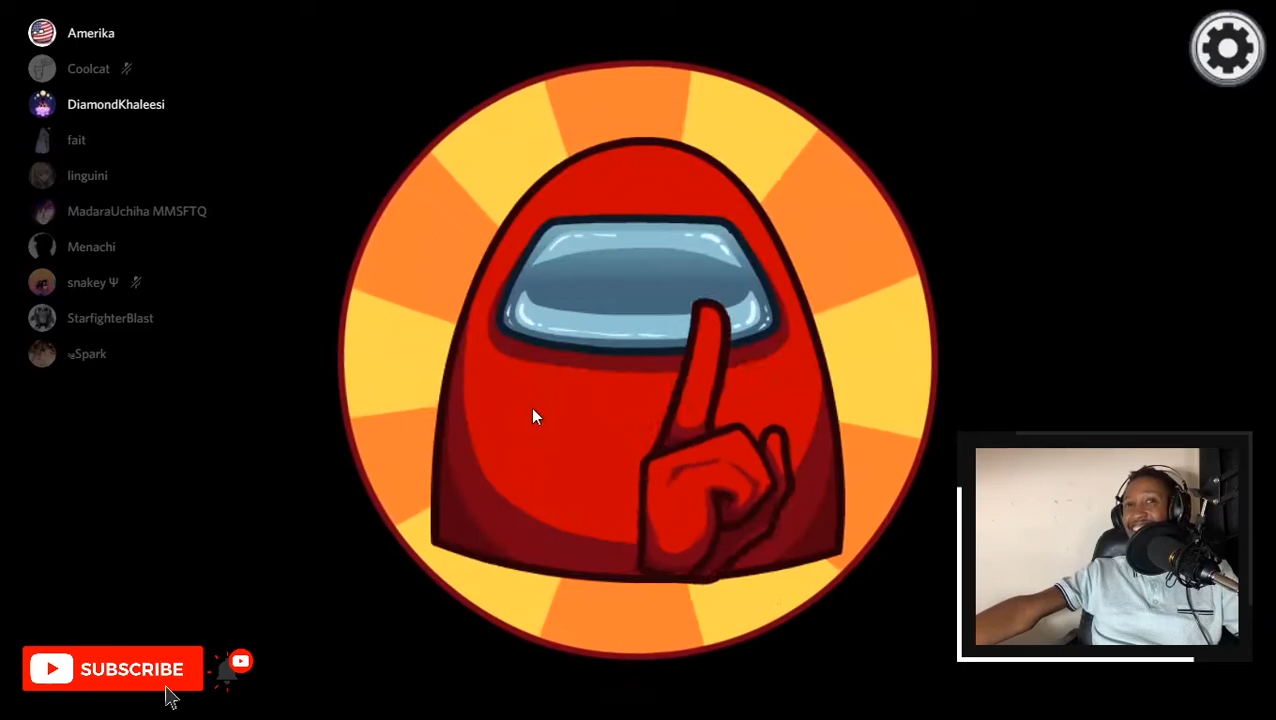 Amerika
Coolcat
DiamondKhaleesi
fait
linguini
MadaraUchiha MMSFTQ
Menachi
snakey Ψ
StarfighterBlast
Spark
SUBSCRIBE